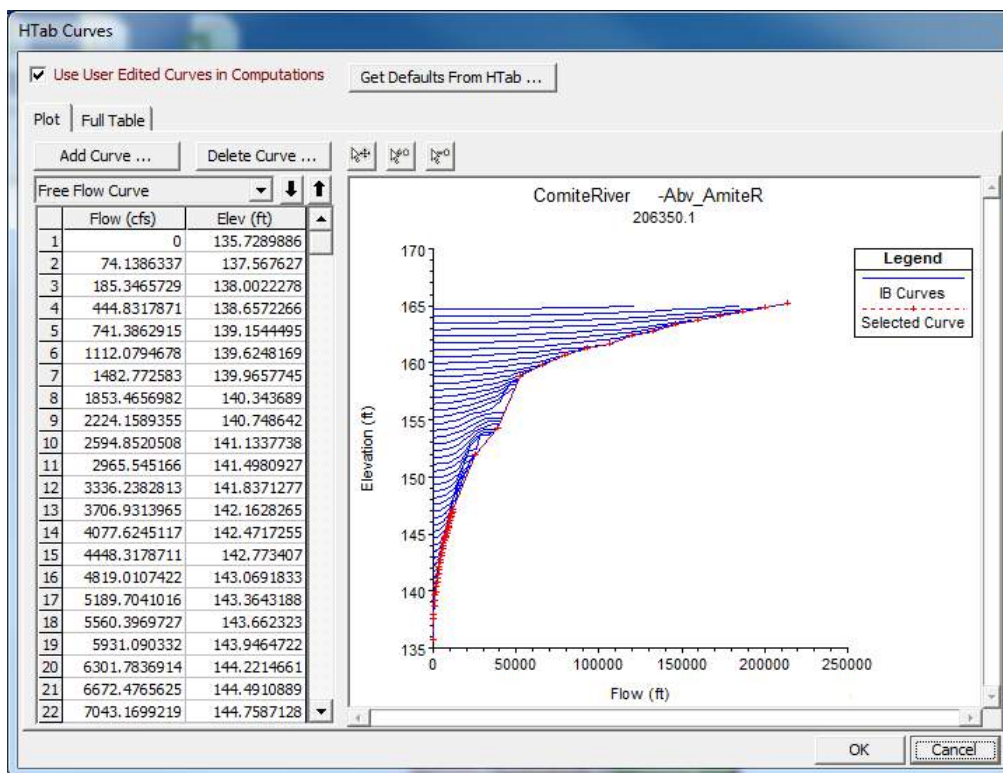 HTab Curves
Use User Edited Curves in Computations
Get Defaults From HTab ...
Plot
Full Table
Add Curve ...
Delete Curve ...
Free Flow Curve
Flow (cfs) Elev (ft)
1 0 135.7289886
2 74.1386337 137.567627
3 185.3465729 138.0022278
4 444.8317871 138.6572266
5 741.3862915 139.1544495
6 1112.0794678 139.6248169
7 1482.772583 139.9657745
8 1853.4656982 140.343689
9 2224.1589355 140.748642
10 2594.8520508 141.1337738
11 2965.545166 141.4980927
12 3336.2382813 141.8371277
13 3706.9313965 142.1628265
14 4077.6245117 142.4717255
15 4448.3178711 142.773407
16 4819.0107422 143.0691833
17 5189.7041016 143.3643188
18 5560.3969727 143.662323
19 5931.090332 143.9464722
20 6301.7836914 144.2214661
21 6672.4765625 144.4910889
22 7043.1699219 144.7587128
ComiteRiver -Abv_AmiteR
206350.1
Legend
IB Curves
Selected Curve
Elevation (ft)
170
165
160
155
150
145
140
135
0 50000 100000 150000 200000 250000
Flow (ft)
OK
Cancel